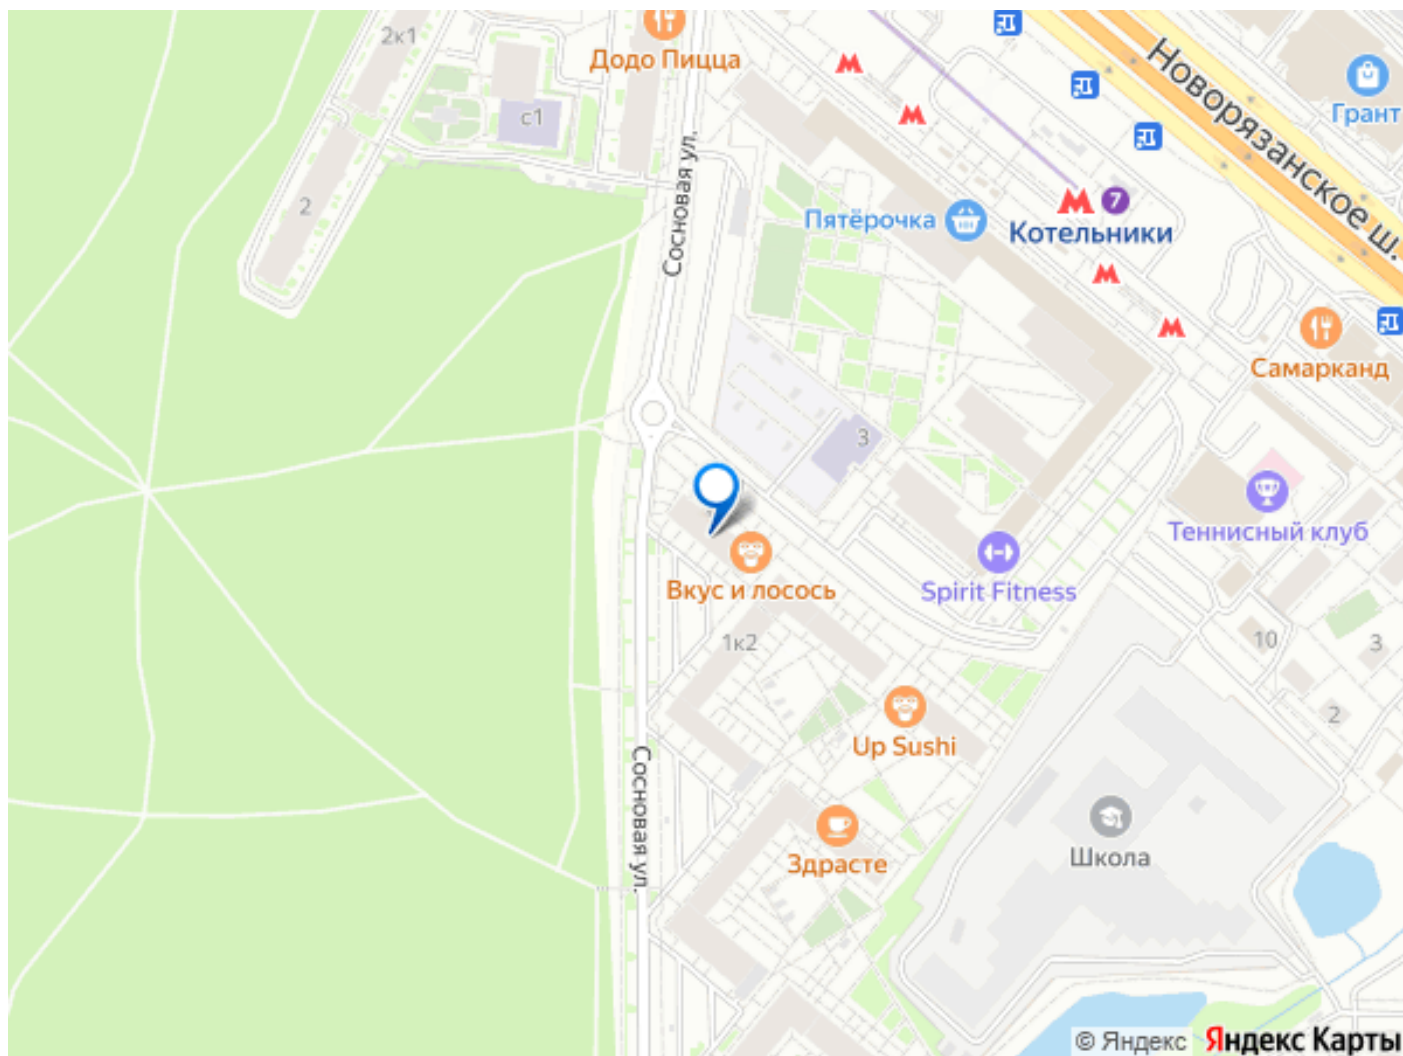 2к1
Додо Пицца
с1
Новорязанское ш.
Грант
2
Сосновая ул.
Пятёрочка
7
Котельники
Самарканд
3
Теннисный клуб
Вкус и лосось
Spirit Fitness
1к2
10
3
2
Up Sushi
Сосновая ул.
Здрасте
Школа
© Яндекс Яндекс Карты